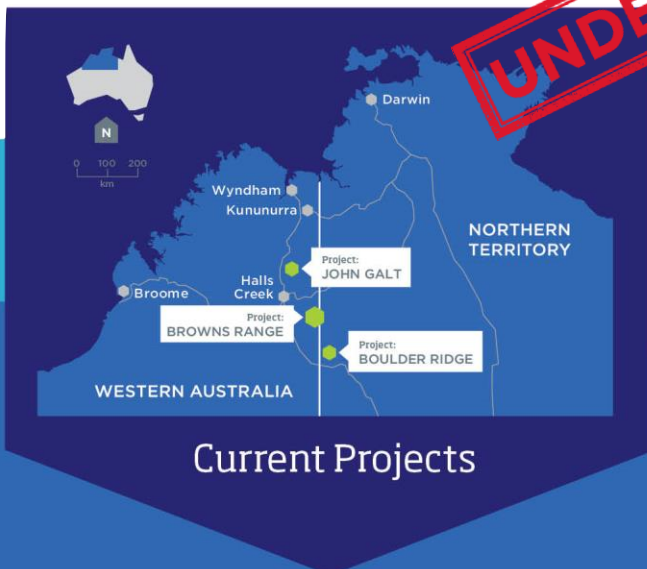 UNDE
N
0 100 200
km
Darwin
Wyndham
Kununurra
NORTHERN
TERRITORY
Project:
JOHN GALT
Halls
Creek
Broome
Project:
BROWNS RANGE
Project:
BOULDER RIDGE
WESTERN AUSTRALIA
Current Projects